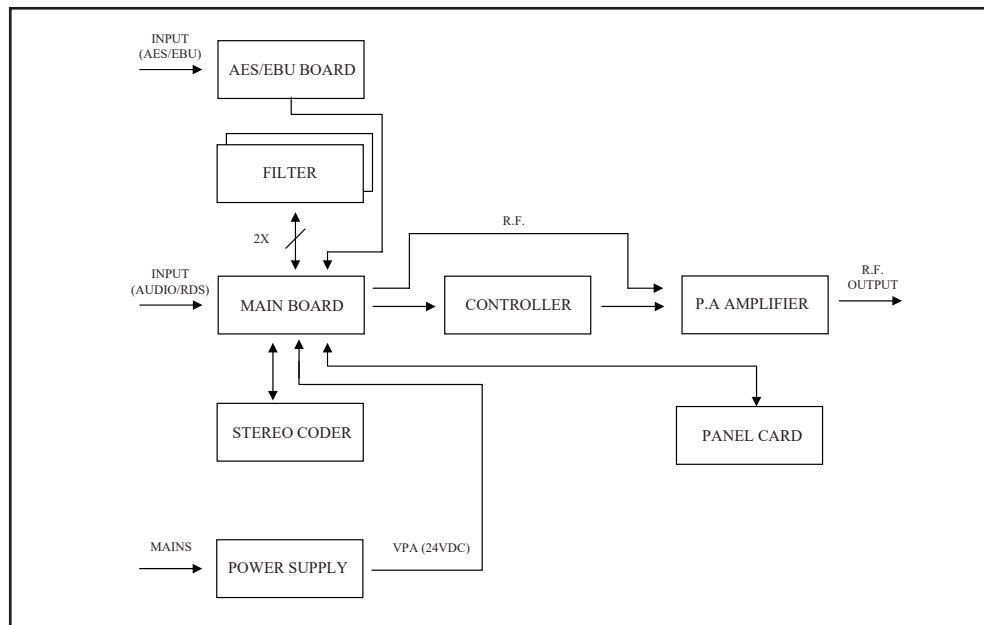 INPUT
(AES/EBU)
AES/EBU BOARD
FILTER
2X
R.F.
INPUT
(AUDIO/RDS)
MAIN BOARD
CONTROLLER
P.A AMPLIFIER
R.F.
OUTPUT
STEREO CODER
PANEL CARD
MAINS
POWER SUPPLY
VPA (24VDC)